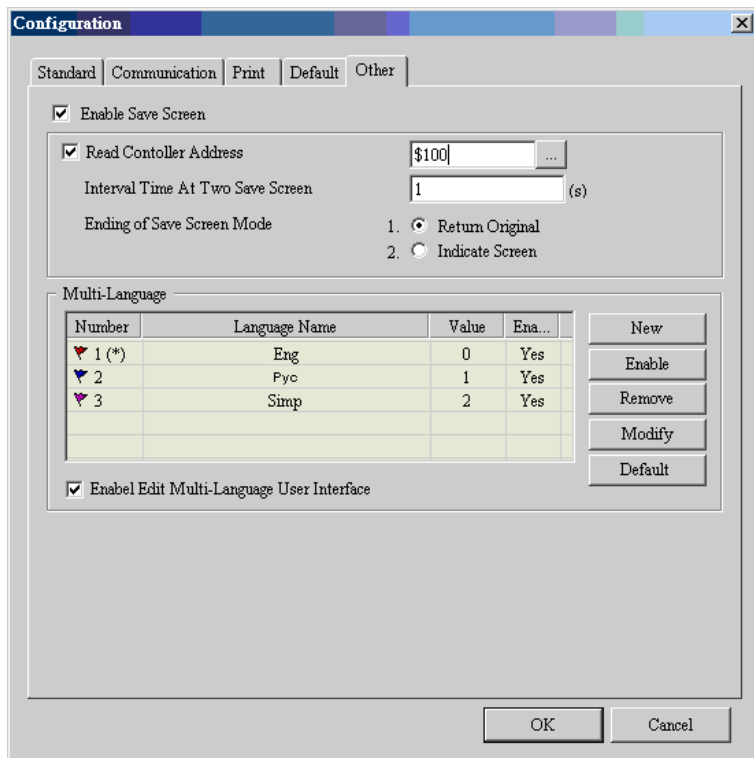 Configuration
Standard Communication Print Default Other
Enable Save Screen
Read Contoller Address $100 ...
Interval Time At Two Save Screen 1 (s)
Ending of Save Screen Mode 1. Return Original
2. Indicate Screen
Multi-Language
Number Language Name Value Ena...
1 (*) Eng 0 Yes
2 Рус 1 Yes
3 Simp 2 Yes
New
Enable
Remove
Modify
Default
Enabel Edit Multi-Language User Interface
OK Cancel